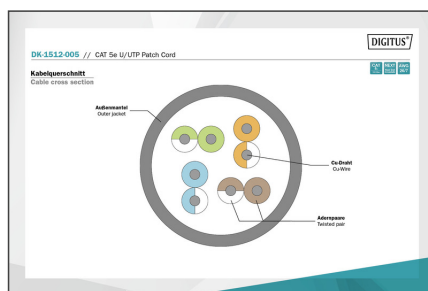 DIGITUS®
DK-1512-005 // CAT 5e U/UTP Patch Cord
Kabelquerschnitt
Cable cross section
Außenmantel
Outer jacket
Cu-Draht
Cu-Wire
Adernpaare
Twisted pair